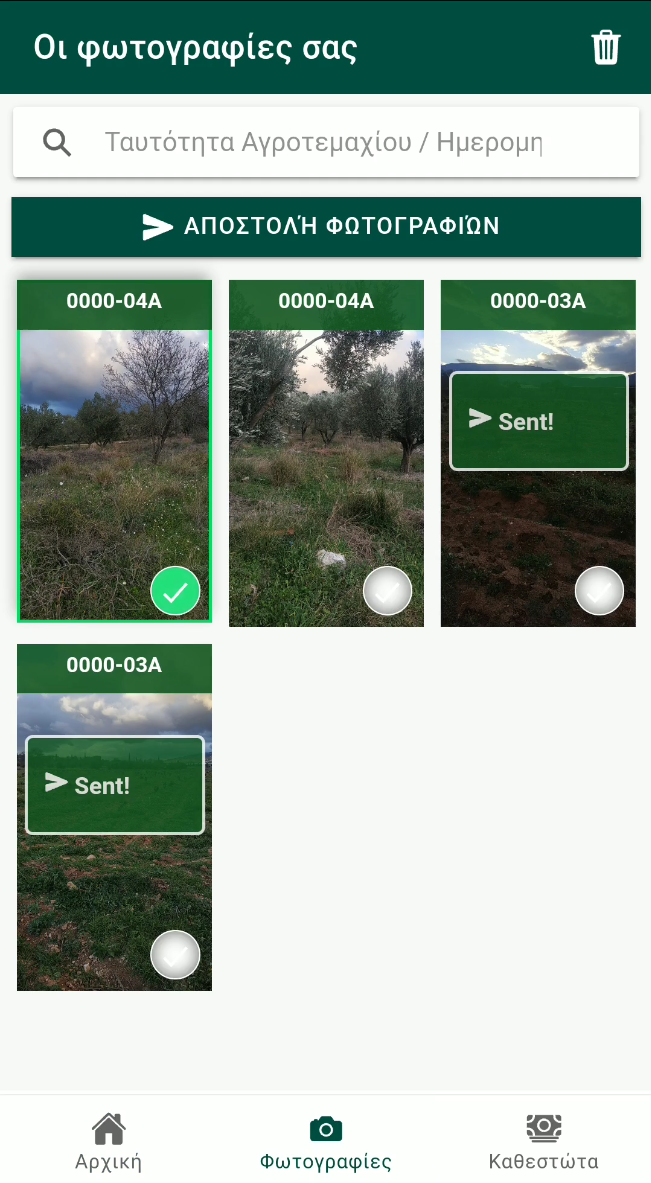 Οι φωτογραφίες σας
Ταυτότητα Αγροτεμαχίου / Ημερομη
ΑΠΟΣΤΟΛΉ ΦΩΤΟΓΡΑΦΙΏΝ
0000-04A
0000-04A
0000-03A
Sent!
0000-03A
Sent!
Αρχική
Φωτογραφίες
Καθεστώτα